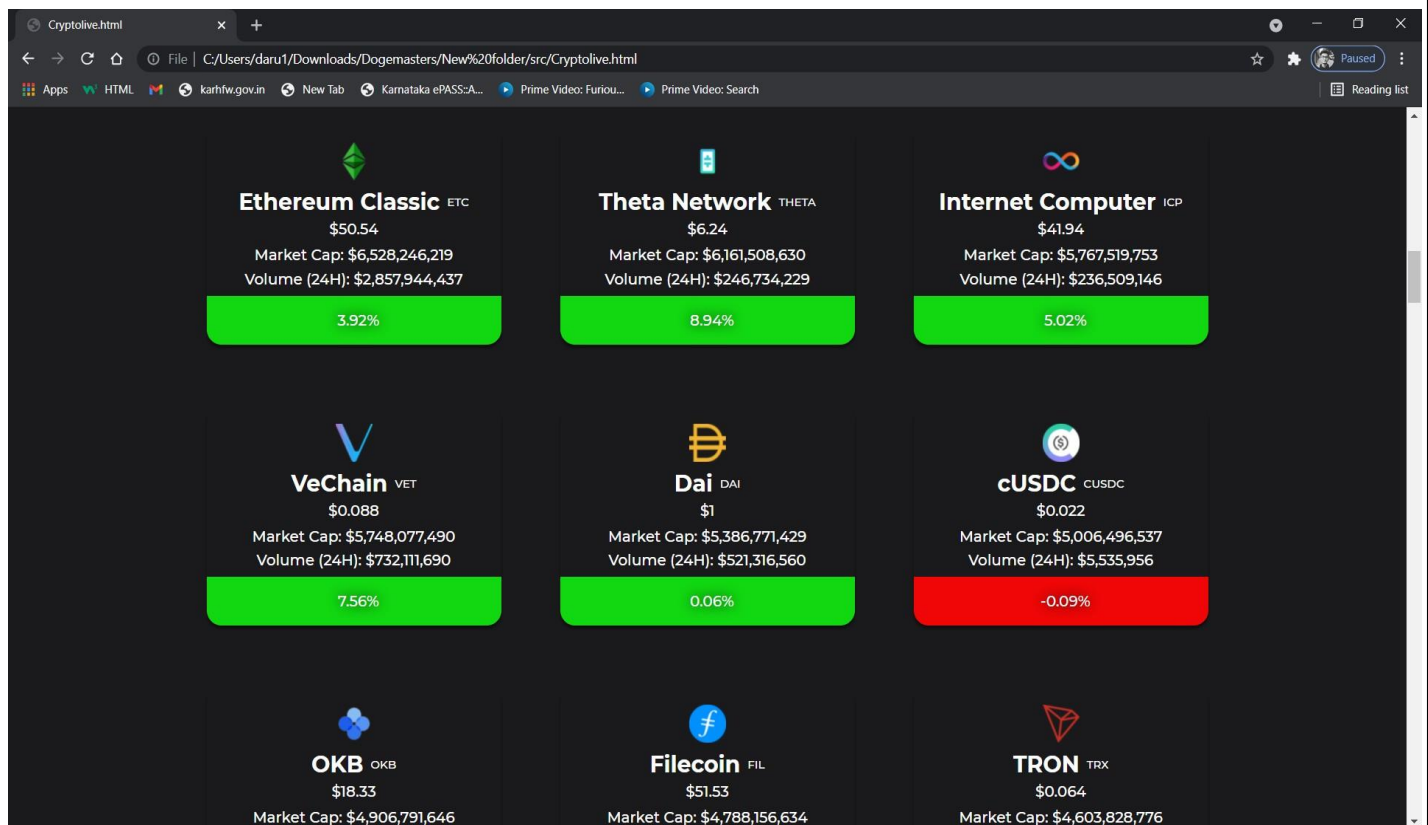 Cryptolive.html
File | C:/Users/daru1/Downloads/Dogemasters/New%20folder/src/Cryptolive.html
Paused
Apps HTML karhfw.gov.in New Tab Karnataka ePASS::A... Prime Video: Furiou... Prime Video: Search Reading list
Ethereum Classic ETC
$50.54
Market Cap: $6,528,246,219
Volume (24H): $2,857,944,437
3.92%
Theta Network THETA
$6.24
Market Cap: $6,161,508,630
Volume (24H): $246,734,229
8.94%
Internet Computer ICP
$41.94
Market Cap: $5,767,519,753
Volume (24H): $236,509,146
5.02%
VeChain VET
$0.088
Market Cap: $5,748,077,490
Volume (24H): $732,111,690
7.56%
Dai DAI
$1
Market Cap: $5,386,771,429
Volume (24H): $521,316,560
0.06%
cUSDC CUSDC
$0.022
Market Cap: $5,006,496,537
Volume (24H): $5,535,956
-0.09%
OKB OKB
$18.33
Market Cap: $4,906,791,646
Filecoin FIL
$51.53
Market Cap: $4,788,156,634
TRON TRX
$0.064
Market Cap: $4,603,828,776